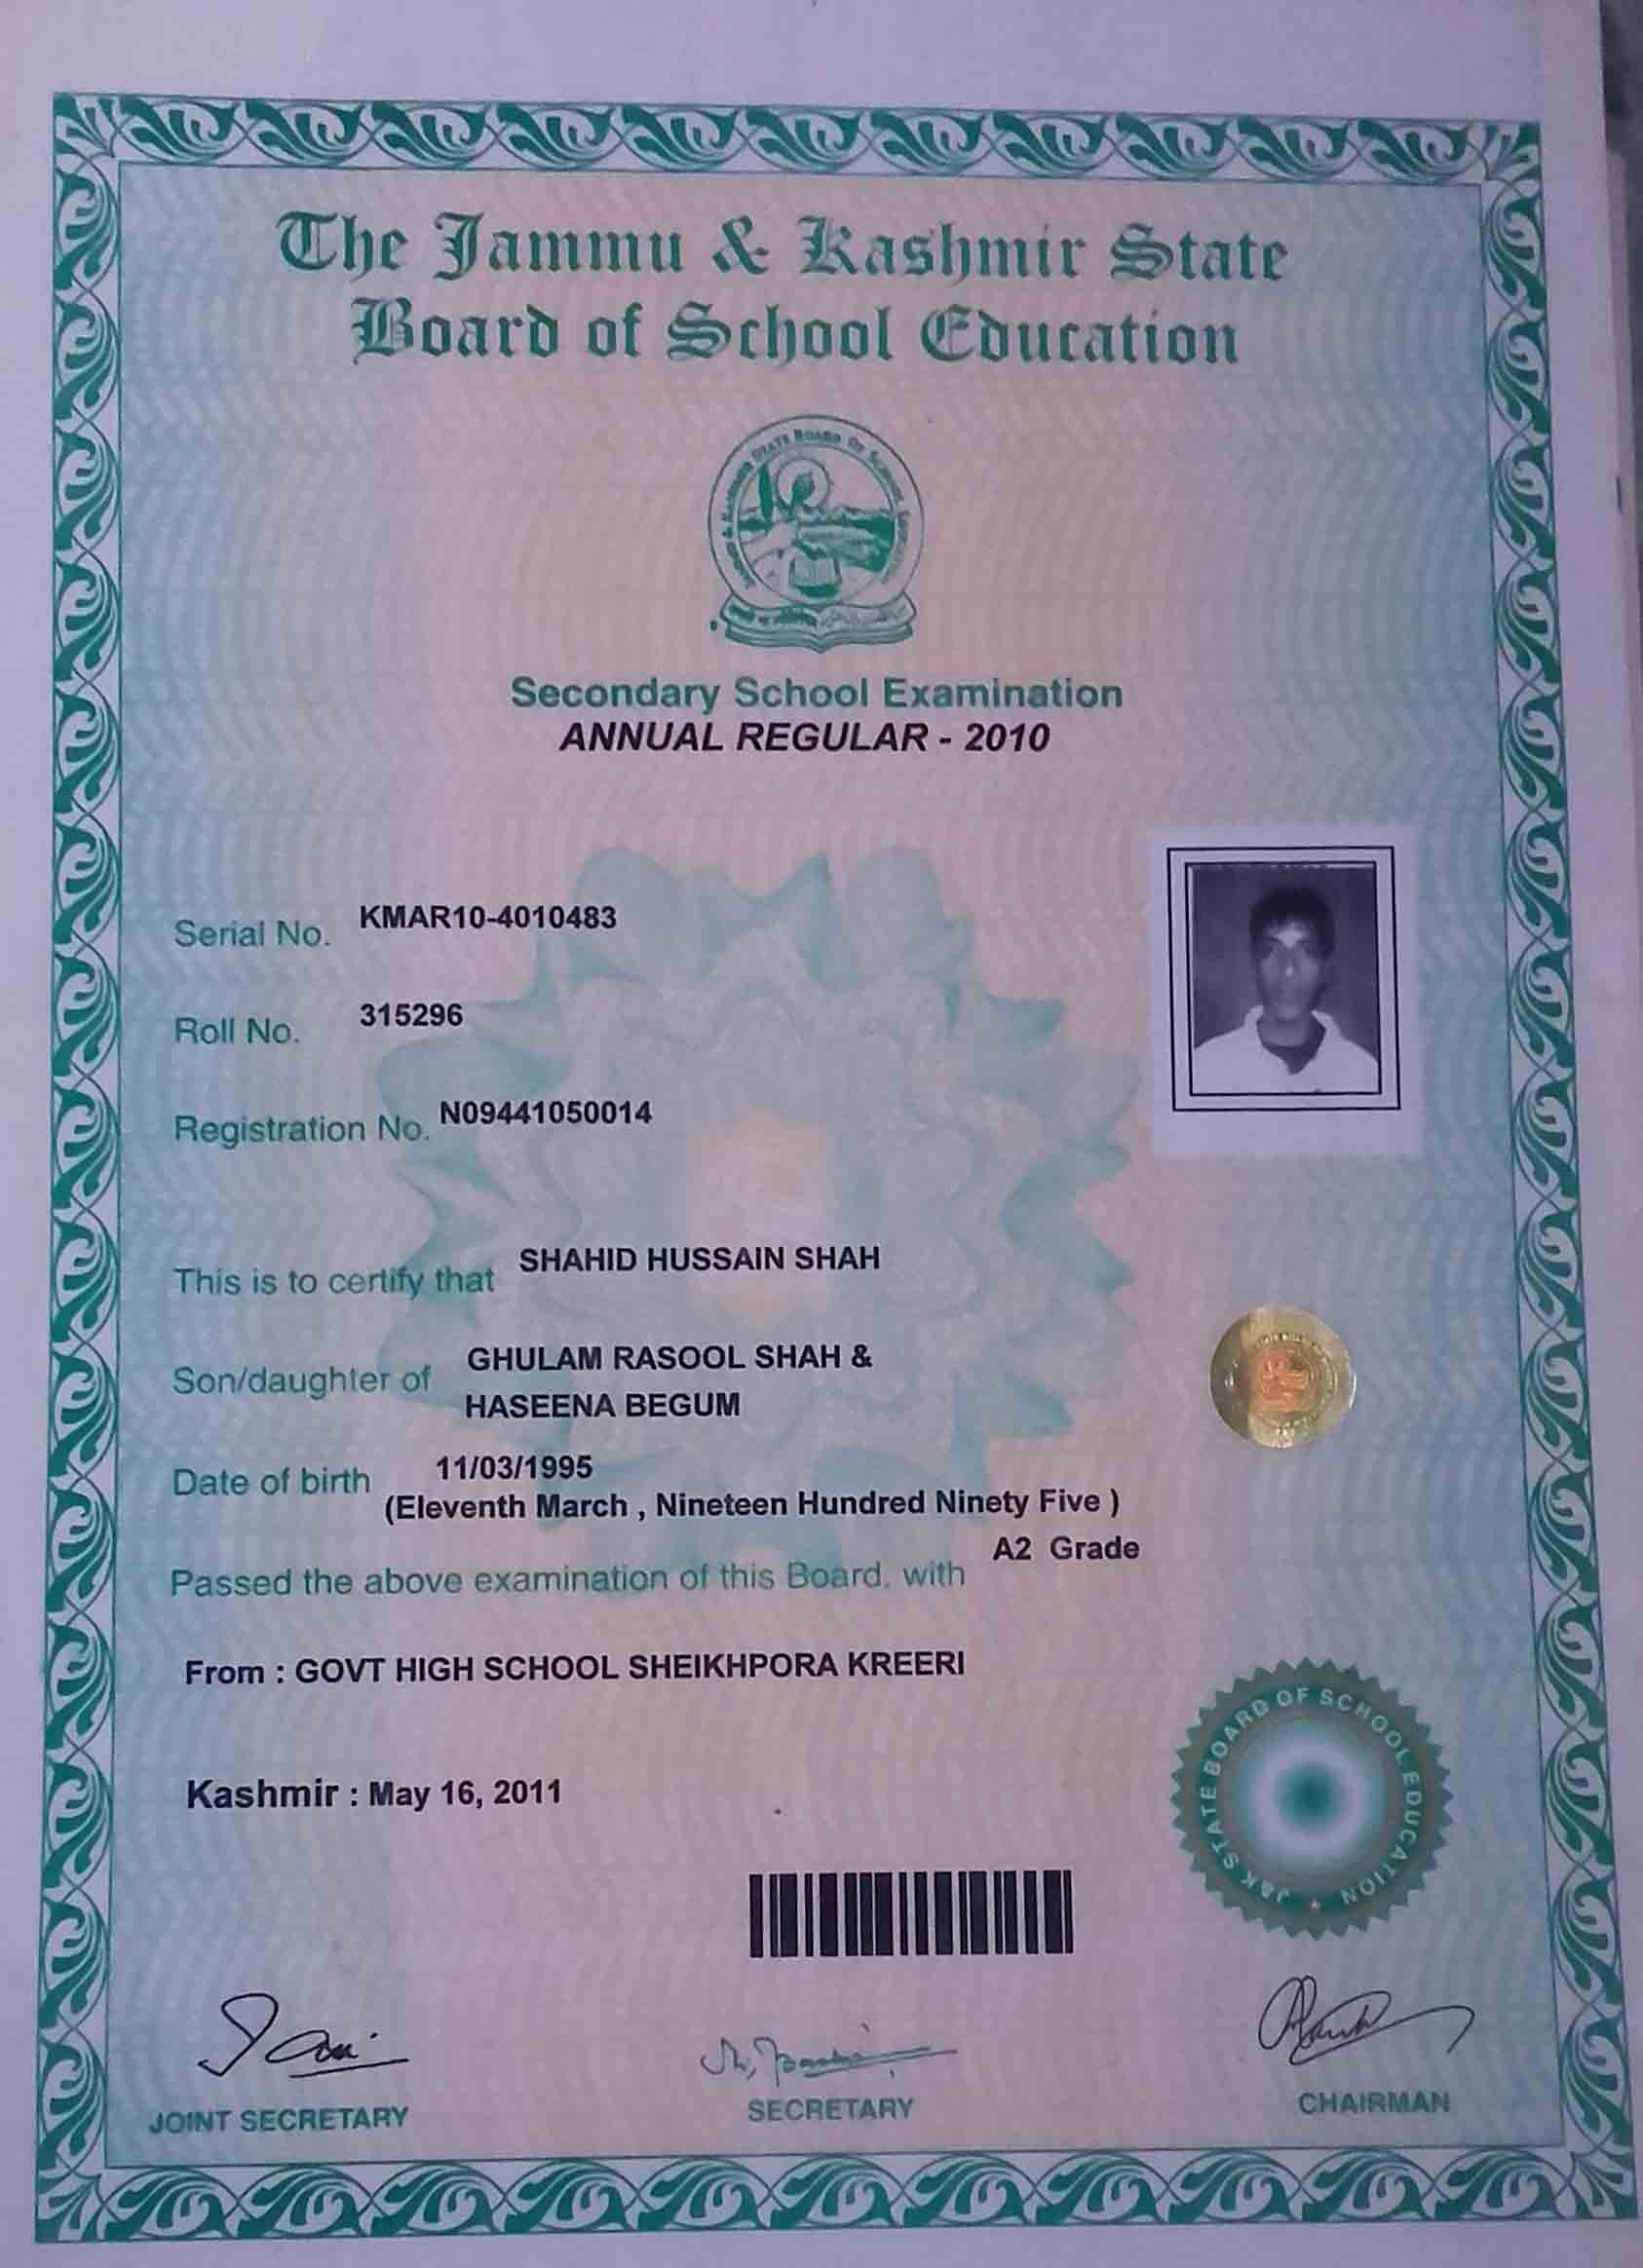 The Jammu & Kashmir State
Board of School Education
Secondary School Examination
ANNUAL REGULAR - 2010
Serial No. KMAR10-4010483
Roll No. 315296
Registration No. N09441050014
This is to certify that SHAHID HUSSAIN SHAH
Son/daughter of GHULAM RASOOL SHAH &
HASEENA BEGUM
Date of birth 11/03/1995
(Eleventh March , Nineteen Hundred Ninety Five )
Passed the above examination of this Board, with A2 Grade
From : GOVT HIGH SCHOOL SHEIKHPORA KREERI
J&K STATE BOARD OF SCHOOL EDUCATION
Kashmir : May 16, 2011
JOINT SECRETARY
SECRETARY
CHAIRMAN